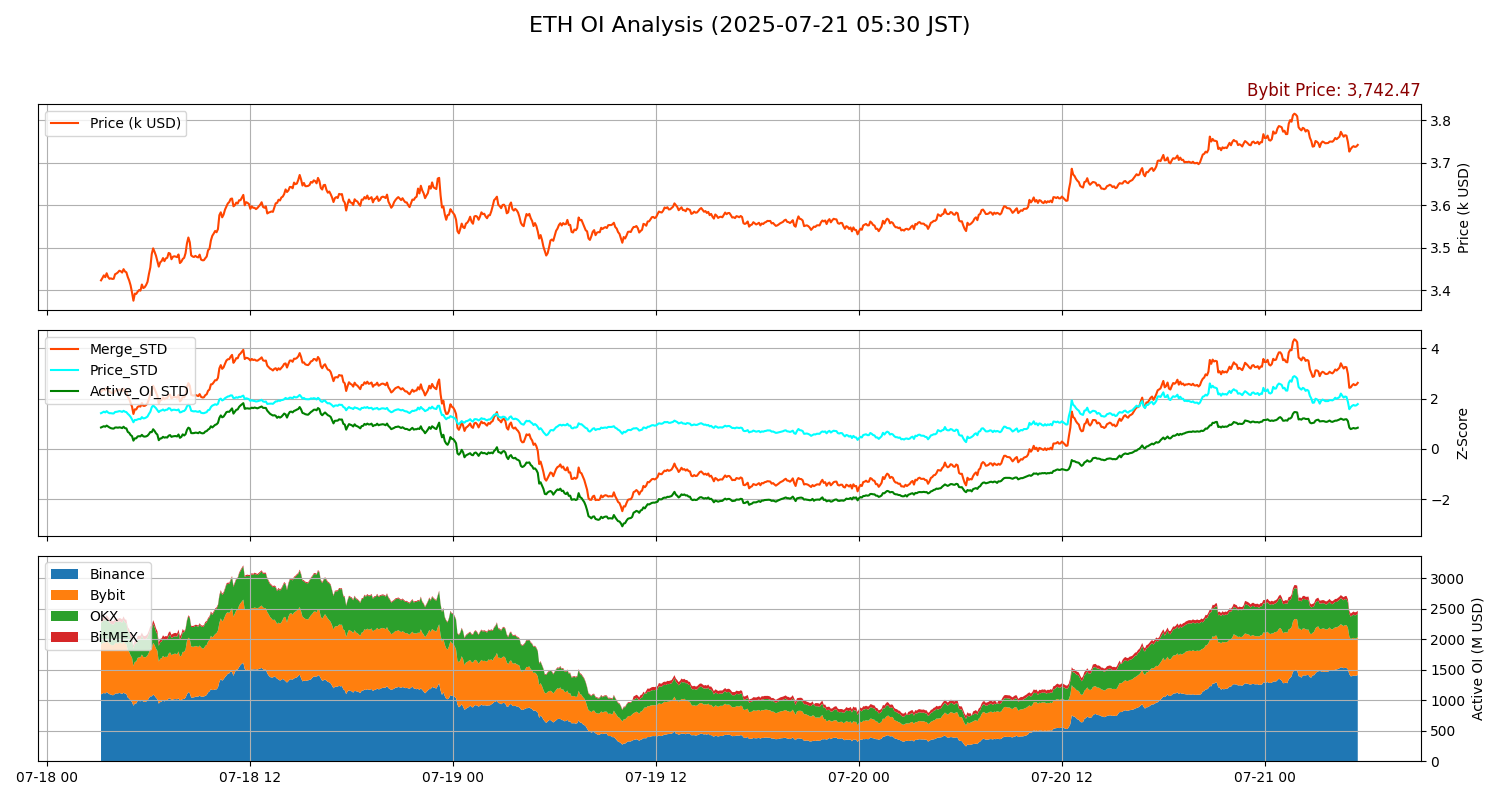 ETH OI Analysis (2025-07-21 05:30 JST)
Bybit Price: 3,742.47
Price (k USD)
3.8
3.7
3.6
3.5
3.4
Price (k USD)
Merge_STD
Price_STD
Active_OI_STD
4
2
0
−2
Z-Score
Binance
Bybit
OKX
BitMEX
3000
2500
2000
1500
1000
500
0
Active OI (M USD)
07-18 00
07-18 12
07-19 00
07-19 12
07-20 00
07-20 12
07-21 00